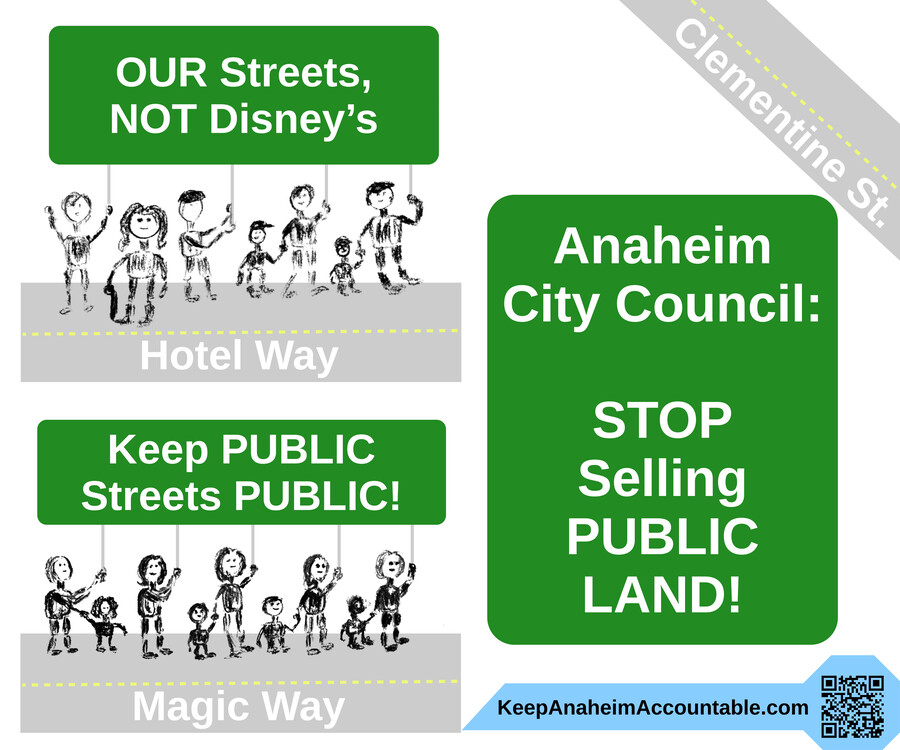 OUR Streets,
NOT Disney’s
Hotel Way
Keep PUBLIC
Streets PUBLIC!
Magic Way
Clementine St.
Anaheim
City Council:
STOP
Selling
PUBLIC
LAND!
KeepAnaheimAccountable.com